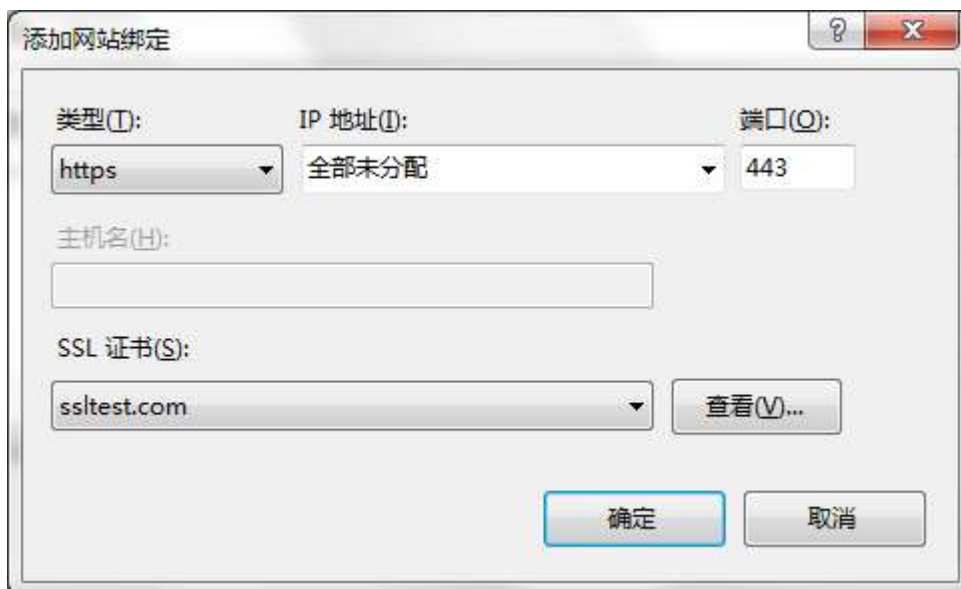 添加网站绑定
类型(T): IP 地址(I): 端口(O):
https 全部未分配 443
主机名(H):
SSL 证书(S):
ssltest.com 查看(V)...
确定 取消